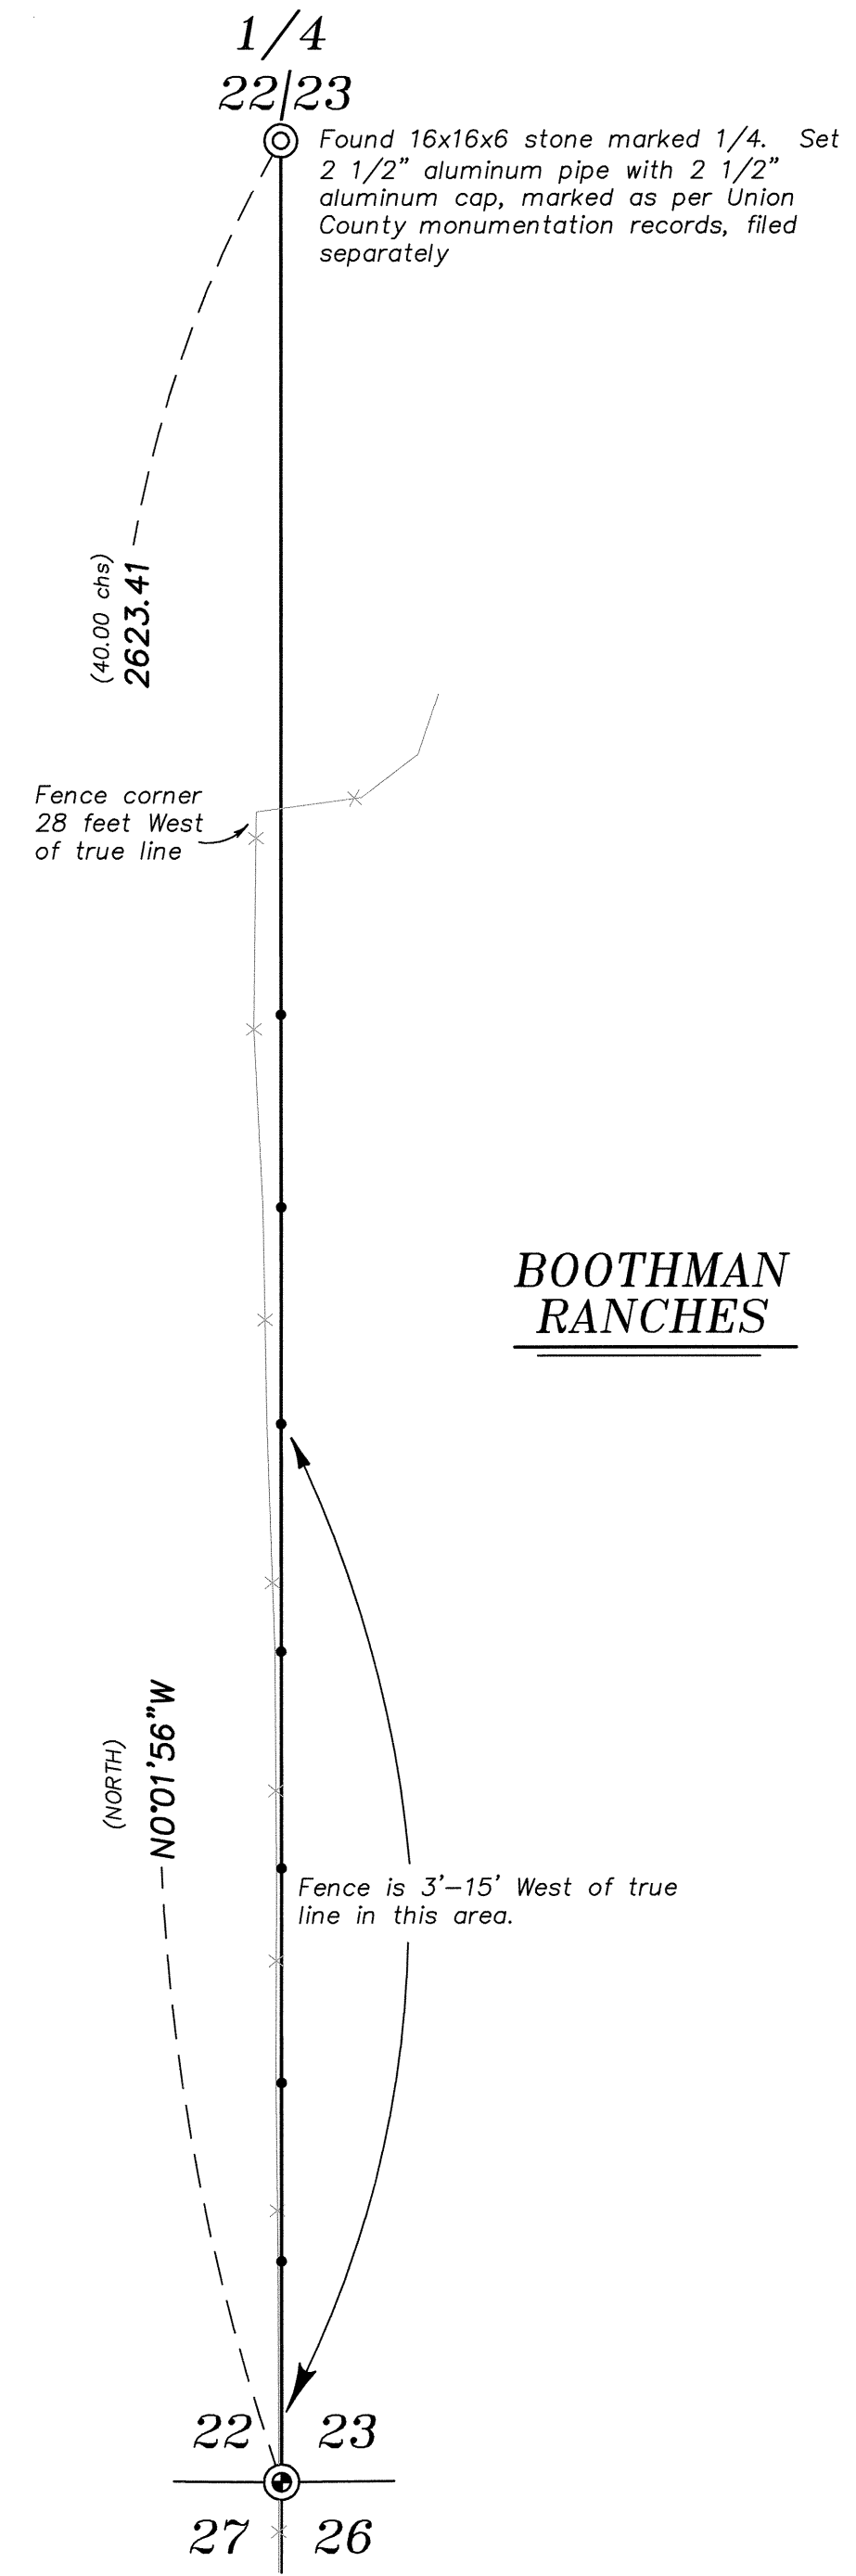 1/4
22|23
Found 16x16x6 stone marked 1/4. Set
2 1/2" aluminum pipe with 2 1/2"
aluminum cap, marked as per Union
County monumentation records, filed
separately
(40.00 chs)
2623.41
Fence corner
28 feet West
of true line
BOOTHMAN
RANCHES
(NORTH)
N0°01'56"W
Fence is 3'-15' West of true
line in this area.
22 23
27 26